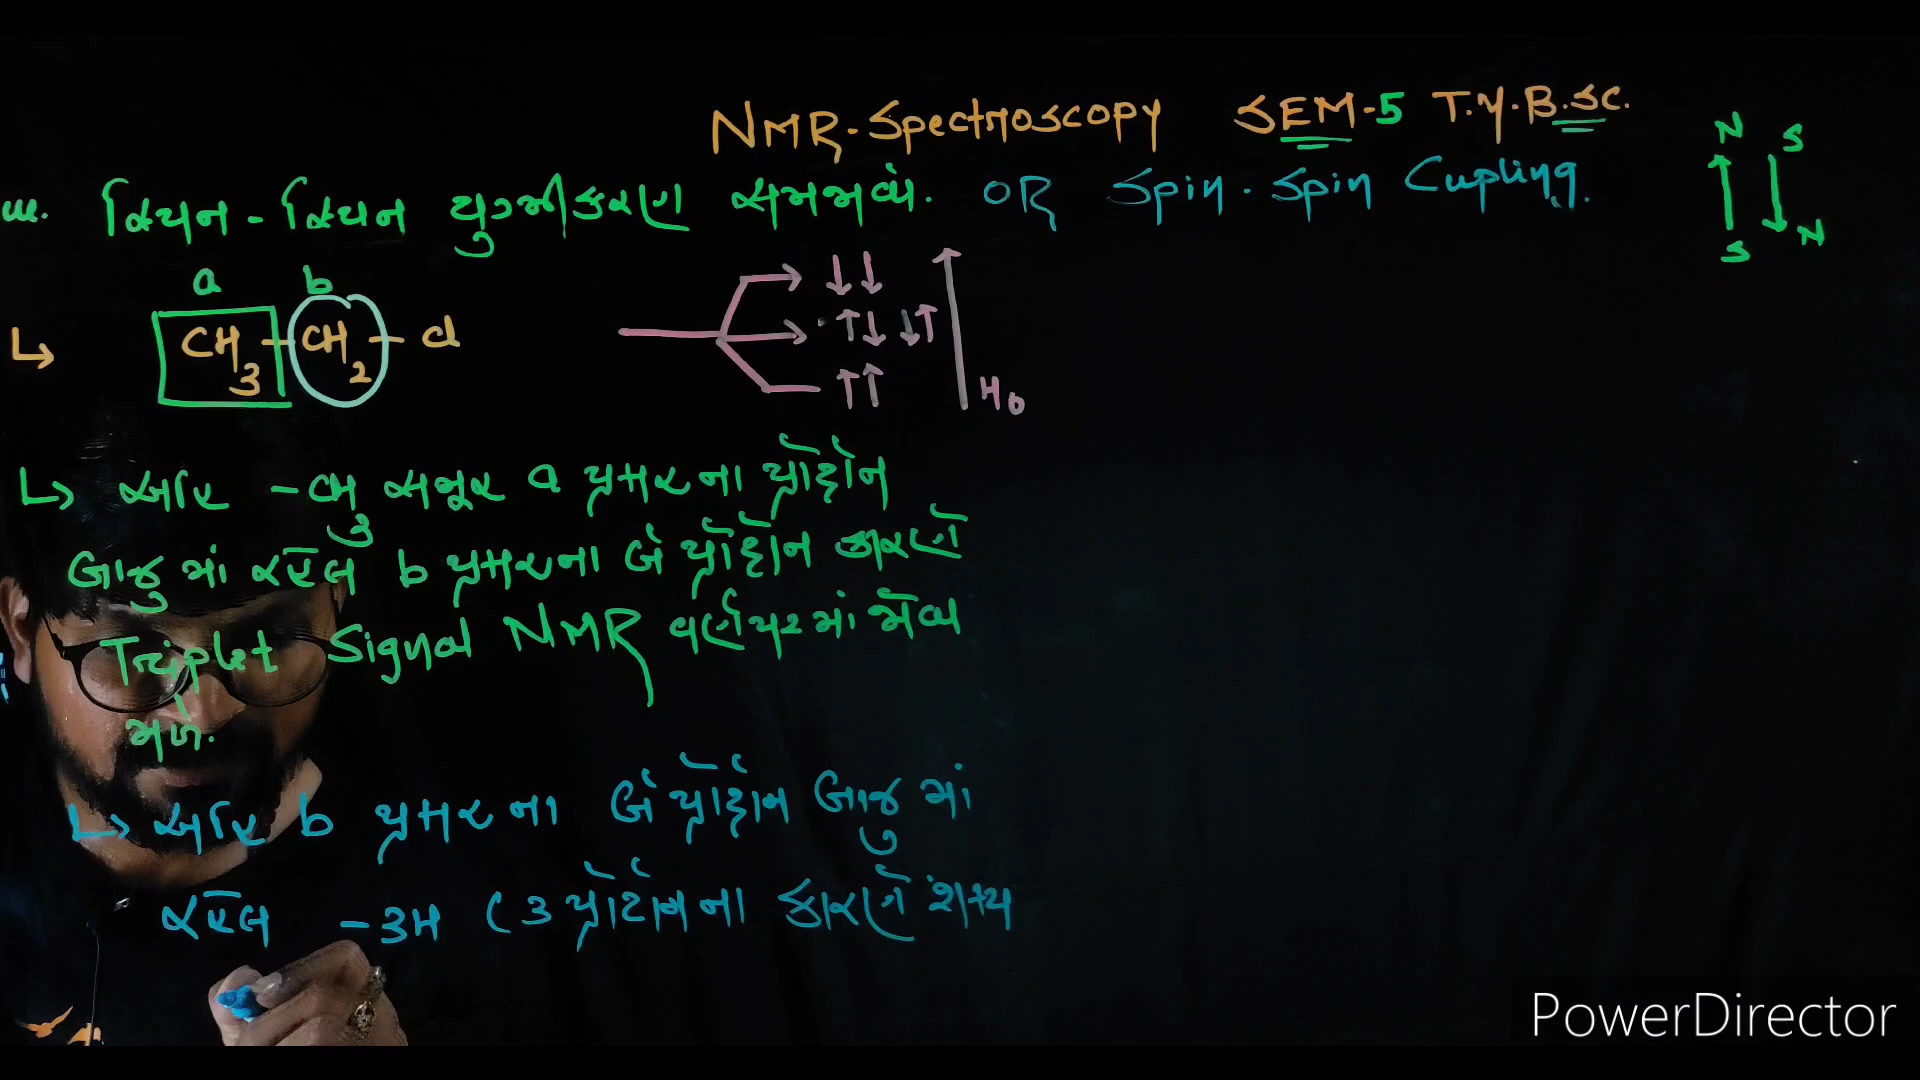 NMR-Spectroscopy SEM-5 T.Y.B.Sc.
સ્પિન-સ્પિન યુગ્મીકરણ સમજાવો. OR Spin-Spin Cupling.
N S
S N
a b
CH3-CH2-Cl
H0
અહિં -CH3 સમૂહ a પ્રકારના પ્રોટોન
બાજુમાં રહેલ b પ્રકારના બે પ્રોટોન કારણે
Triplet Signal NMR વર્ણપટમાં જોવા
મળે.
અહિં b પ્રકારના બે પ્રોટોન બાજુમાં
રહેલ -3H (3 પ્રોટોનના કારણે શક્ય
PowerDirector